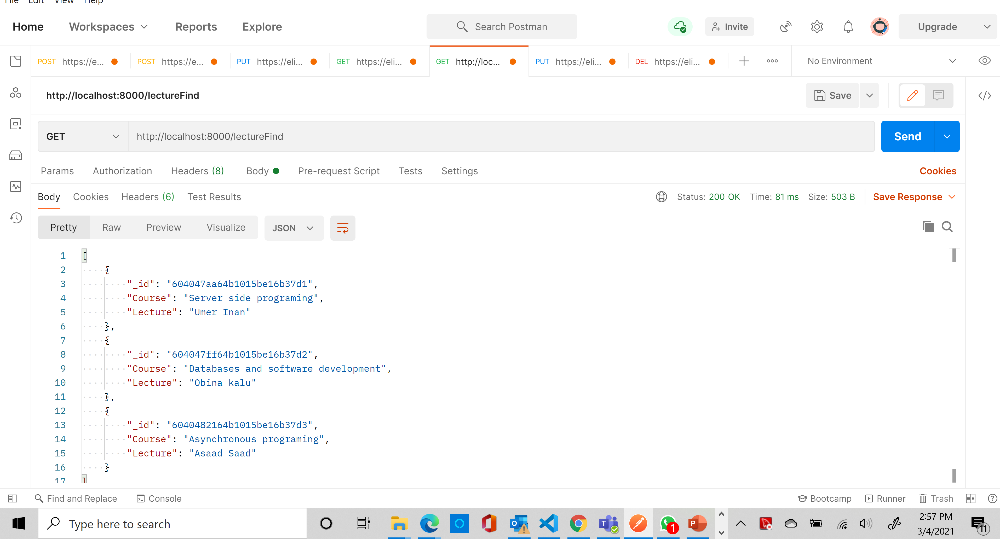 File Edit View Help
Home Workspaces Reports Explore Search Postman Invite Upgrade
POST https://e... POST https://e... PUT https://eli... GET https://eli... GET http://loc... PUT https://eli... DEL https://eli... No Environment
http://localhost:8000/lectureFind Save
GET http://localhost:8000/lectureFind Send
Params Authorization Headers (8) Body Pre-request Script Tests Settings Cookies
Body Cookies Headers (6) Test Results Status: 200 OK Time: 81 ms Size: 503 B Save Response
Pretty Raw Preview Visualize JSON
1 [
2 {
3 "_id": "604047aa64b1015be16b37d1",
4 "Course": "Server side programing",
5 "Lecture": "Umer Inan"
6 },
7 {
8 "_id": "604047ff64b1015be16b37d2",
9 "Course": "Databases and software development",
10 "Lecture": "Obina kalu"
11 },
12 {
13 "_id": "6040482164b1015be16b37d3",
14 "Course": "Asynchronous programing",
15 "Lecture": "Asaad Saad"
16 }
17 ]
Find and Replace Console Bootcamp Runner Trash
Type here to search 1 2:57 PM
3/4/2021 11